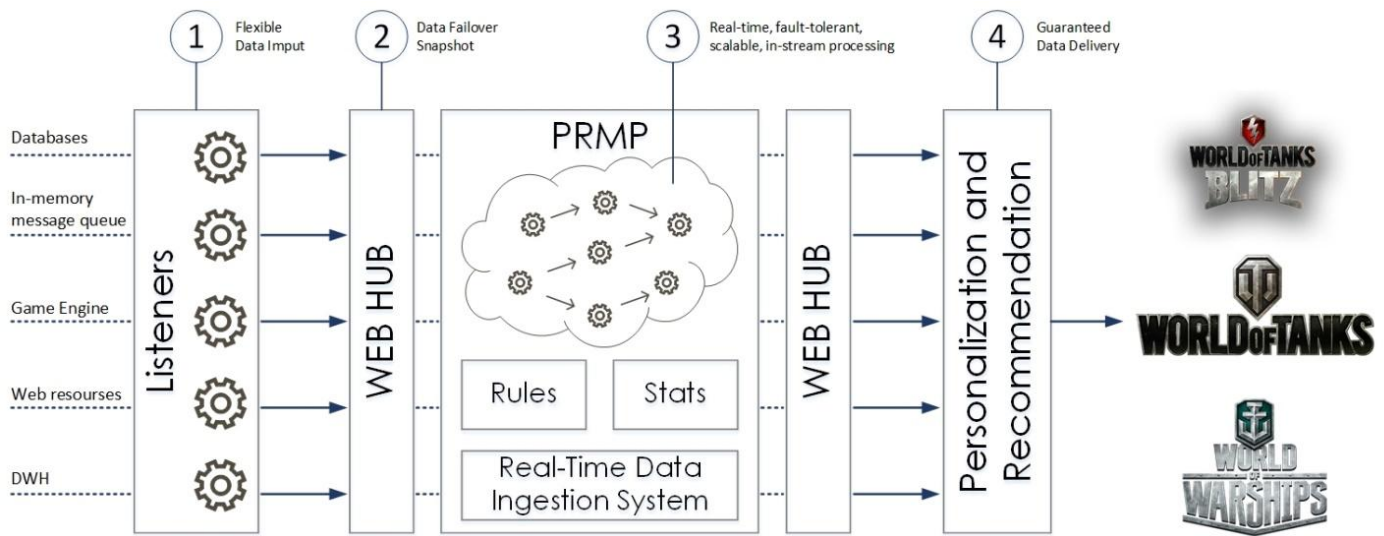 1
Flexible
Data Imput
2
Data Failover
Snapshot
3
Real-time, fault-tolerant,
scalable, in-stream processing
4
Guaranteed
Data Delivery
Databases
In-memory
message queue
Game Engine
Web resourses
DWH
Listeners
WEB HUB
PRMP
Rules
Stats
Real-Time Data
Ingestion System
WEB HUB
Personalization and
Recommendation
WORLD OF TANKS
BLITZ
WORLD OF TANKS
WORLD
OF
WARSHIPS